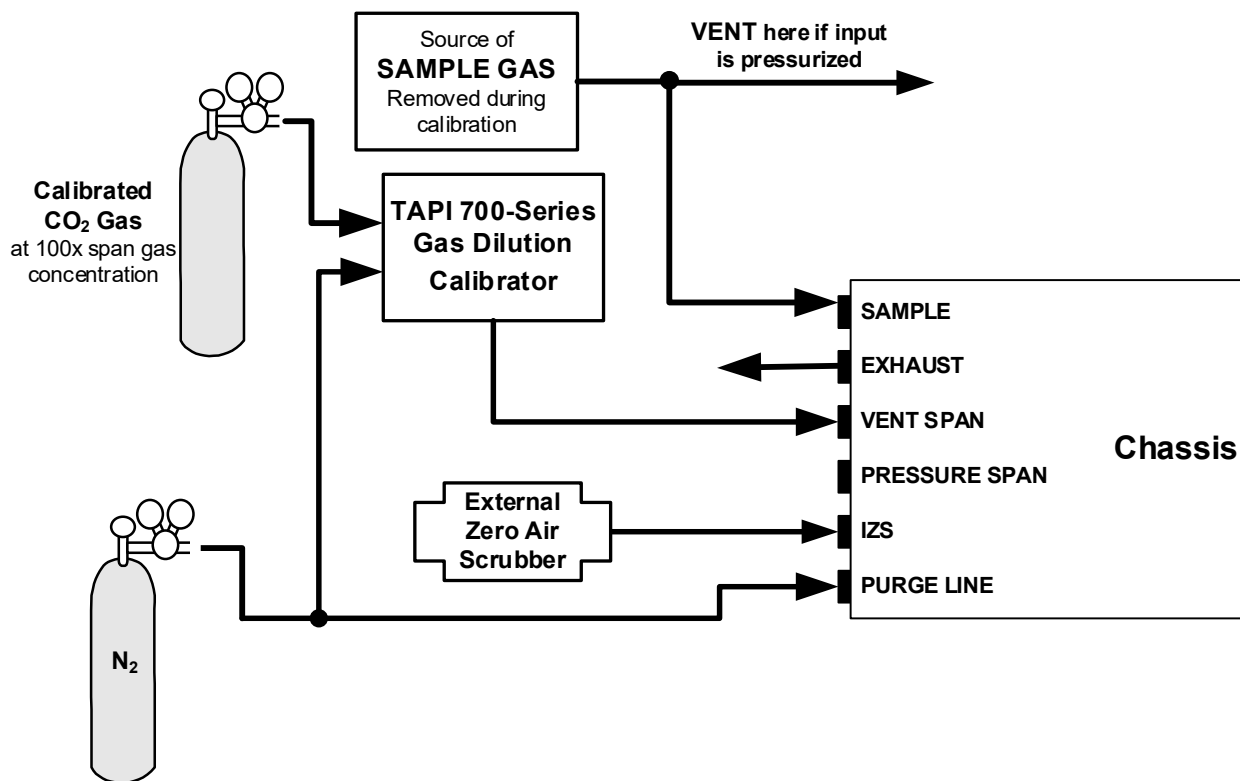 Source of
SAMPLE GAS
Removed during
calibration
VENT here if input
is pressurized
Calibrated
CO₂ Gas
at 100x span gas
concentration
TAPI 700-Series
Gas Dilution
Calibrator
SAMPLE
EXHAUST
VENT SPAN
PRESSURE SPAN
IZS
PURGE LINE
Chassis
External
Zero Air
Scrubber
N₂